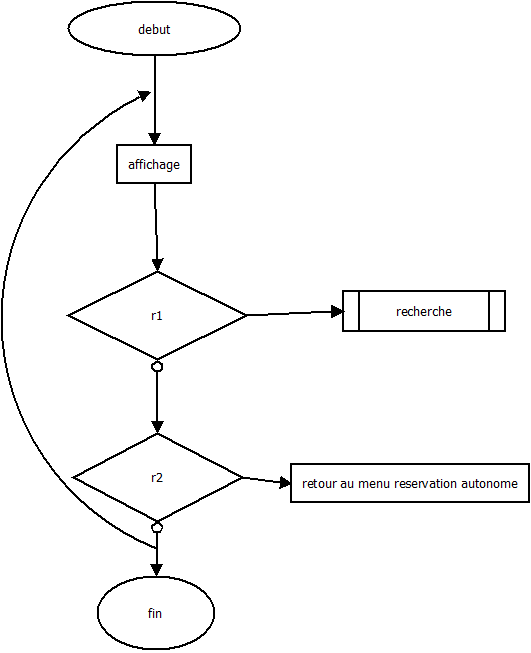 debut
affichage
r1
recherche
r2
retour au menu reservation autonome
fin